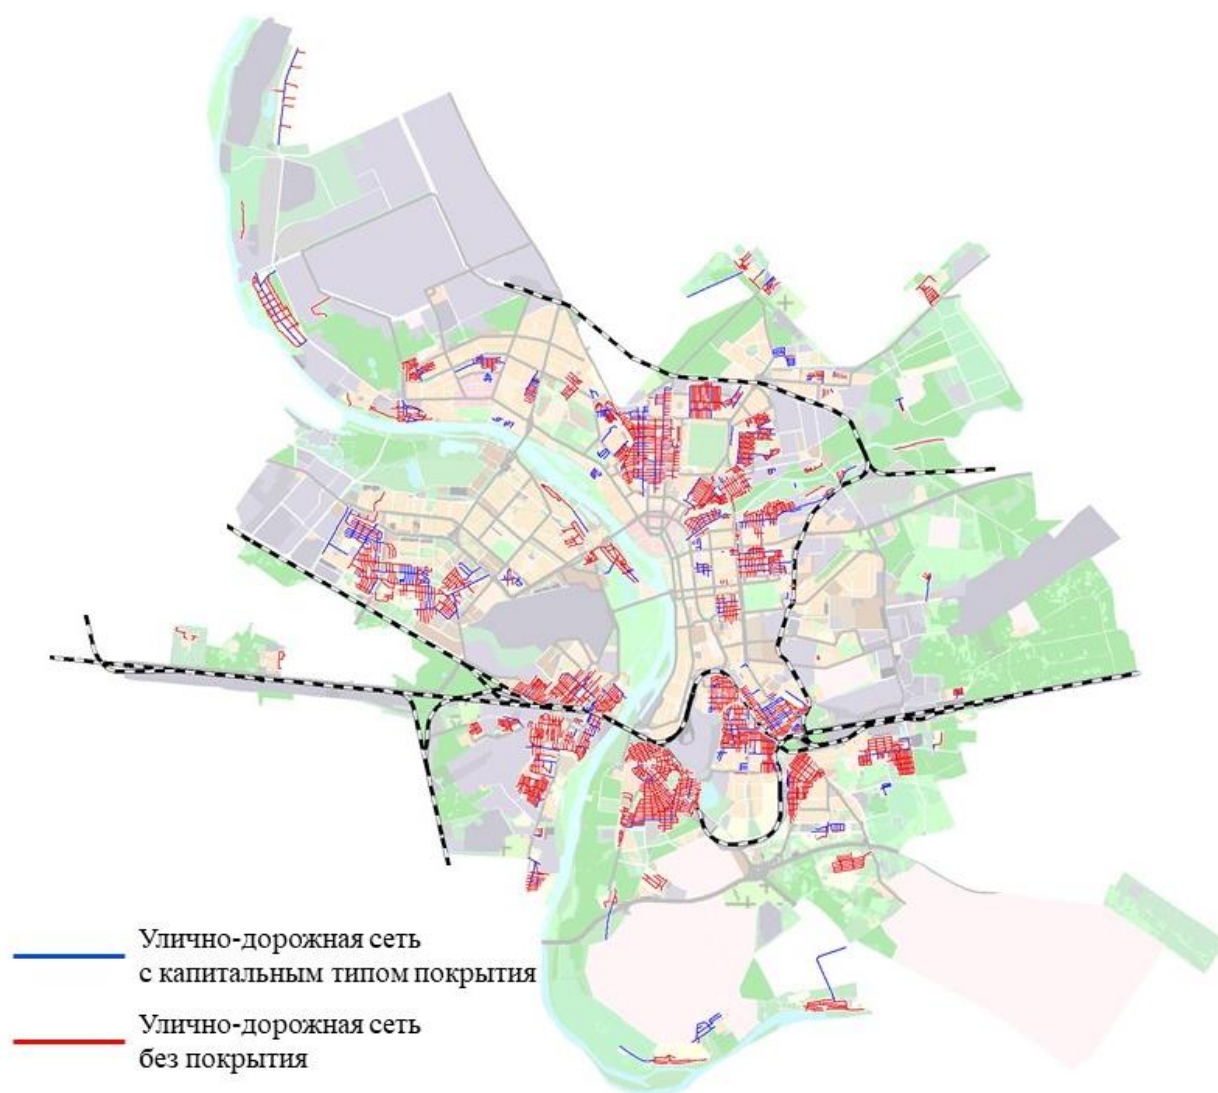 Улично-дорожная сеть
с капитальным типом покрытия
Улично-дорожная сеть
без покрытия